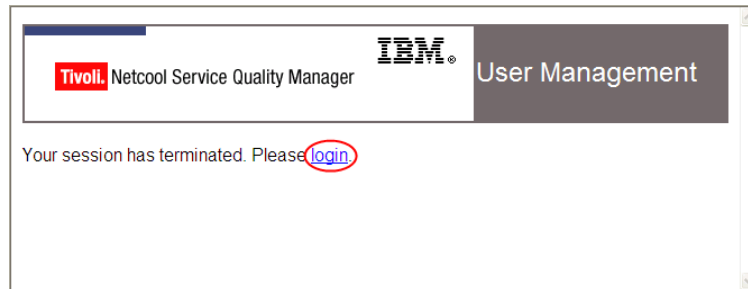 IBM®
Tivoli. Netcool Service Quality Manager
User Management
Your session has terminated. Please login.